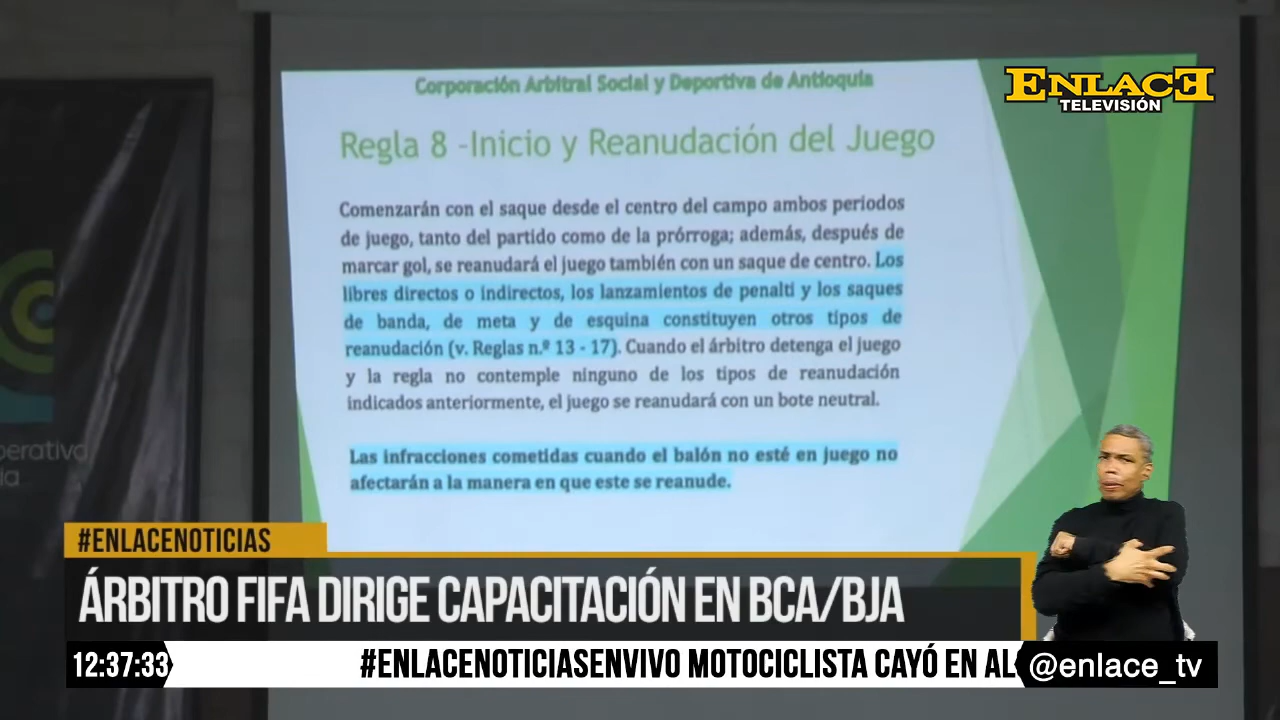 Corporación Arbitral Social y Deportiva de Antioquia
ENLACE
TELEVISIÓN
Regla 8 -Inicio y Reanudación del Juego
Comenzarán con el saque desde el centro del campo ambos periodos
de juego, tanto del partido como de la prórroga; además, después de
marcar gol, se reanudará el juego también con un saque de centro. Los
libres directos o indirectos, los lanzamientos de penalti y los saques
de banda, de meta y de esquina constituyen otros tipos de
reanudación (v. Reglas n.º 13 - 17). Cuando el árbitro detenga el juego
y la regla no contemple ninguno de los tipos de reanudación
indicados anteriormente, el juego se reanudará con un bote neutral.
Las infracciones cometidas cuando el balón no esté en juego no
afectarán a la manera en que este se reanude.
#ENLACENOTICIAS
ÁRBITRO FIFA DIRIGE CAPACITACIÓN EN BCA/BJA
12:37:33
#ENLACENOTICIASENVIVO MOTOCICLISTA CAYÓ EN AL
@enlace_tv